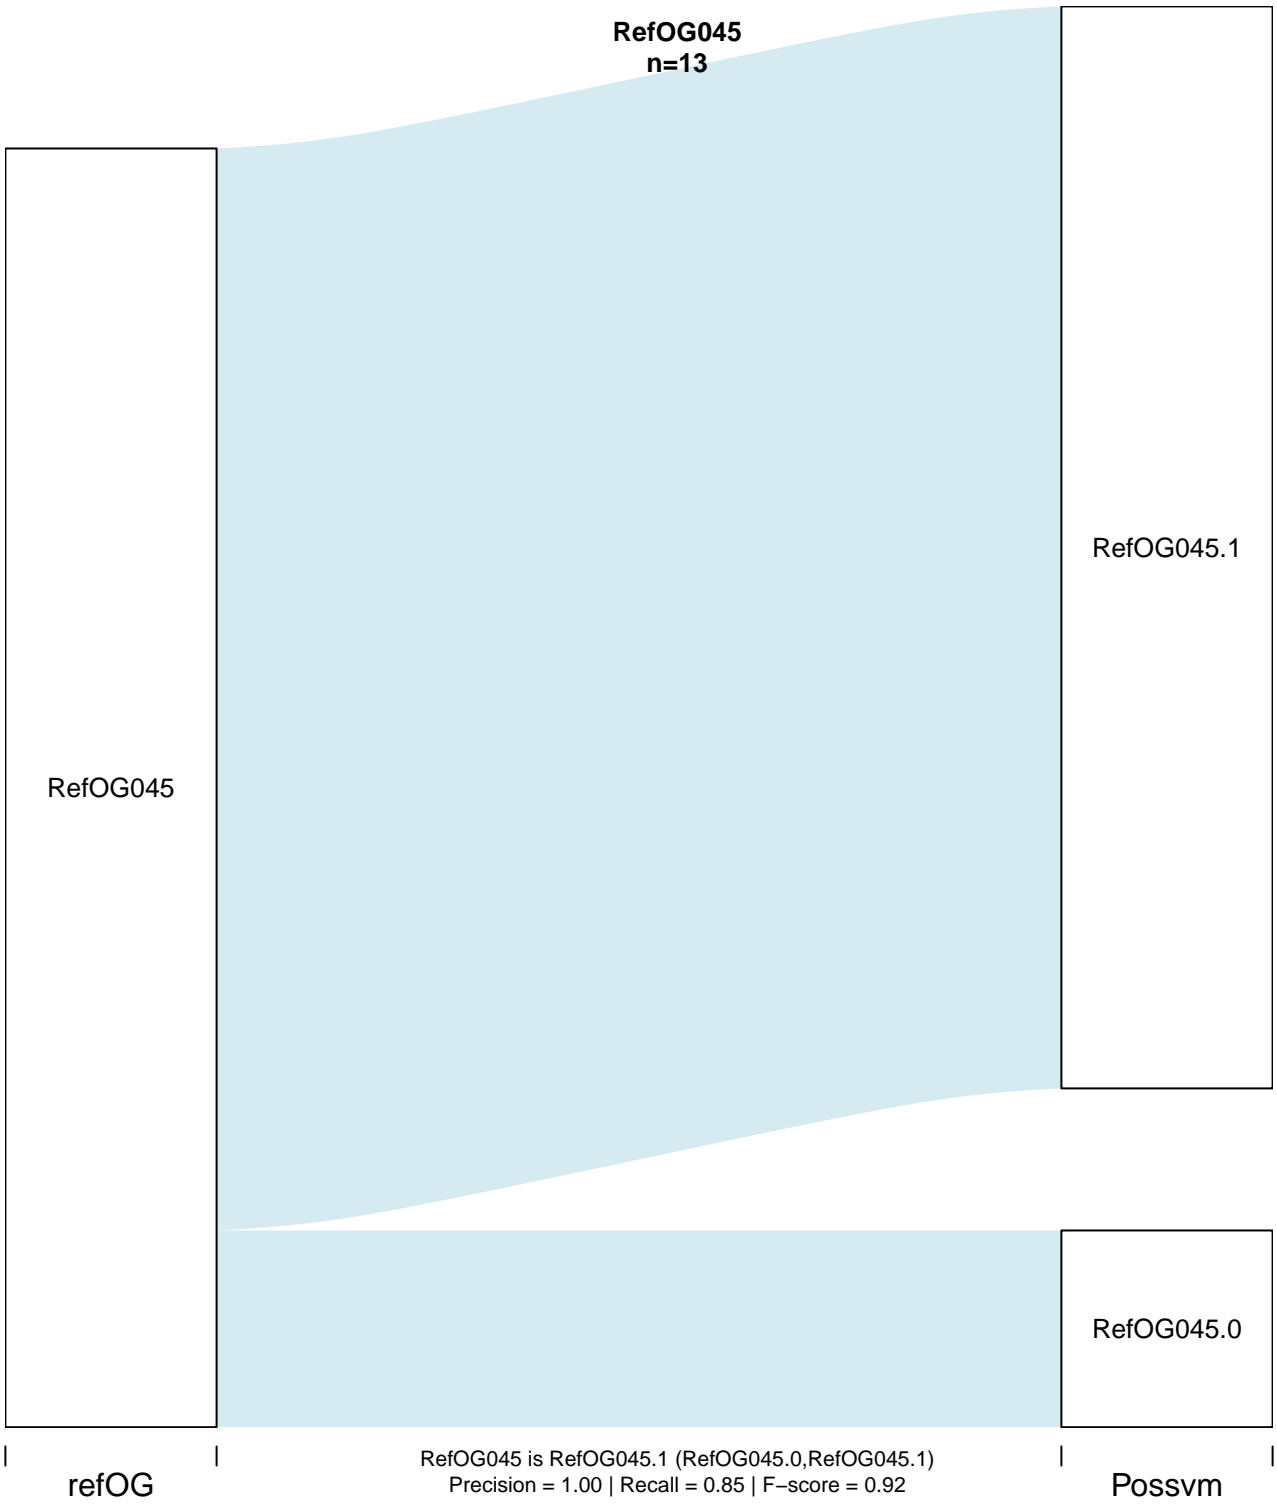 RefOG045
n=13
RefOG045.1
RefOG045
RefOG045.0
RefOG045 is RefOG045.1 (RefOG045.0,RefOG045.1)
Precision = 1.00 | Recall = 0.85 | F−score = 0.92
refOG
Possvm